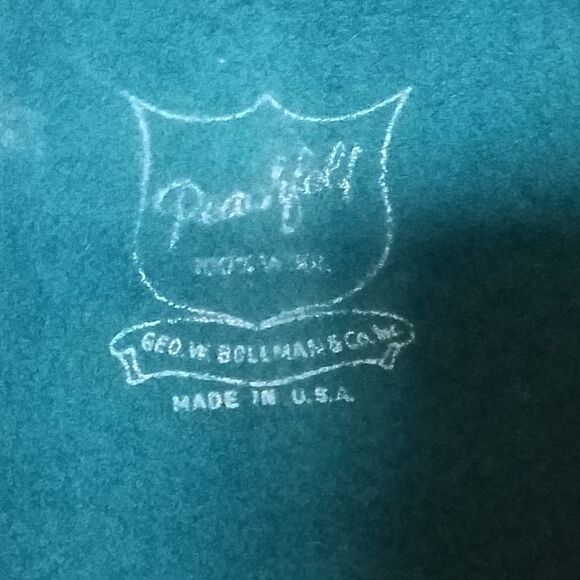 100% WOOL
GEO. W. BOLLMAN & CO. Inc.
MADE IN U.S.A.